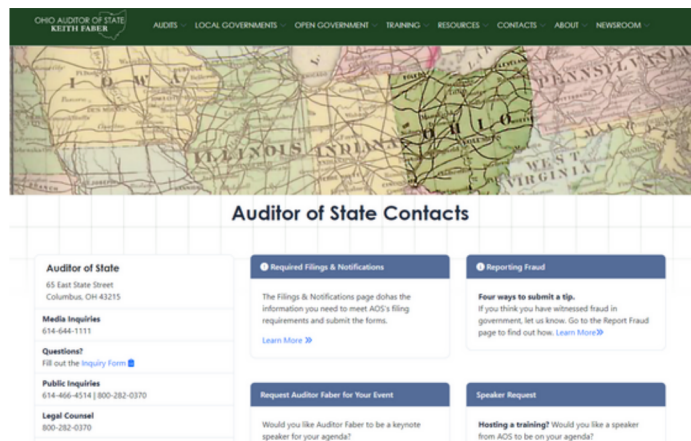 OHIO AUDITOR OF STATE
KEITH FABER
AUDITS
LOCAL GOVERNMENTS
OPEN GOVERNMENT
TRAINING
RESOURCES
CONTACTS
ABOUT
NEWSROOM
I O W A
ILLINOIS
INDIANA
OHIO
PENNSYLVANIA
WEST
VIRGINIA
Auditor of State Contacts
Auditor of State
65 East State Street
Columbus, OH 43215
Media Inquiries
614-644-1111
Questions?
Fill out the Inquiry Form
Public Inquiries
614-466-4514 | 800-282-0370
Legal Counsel
800-282-0370
Required Filings & Notifications
The Filings & Notifications page dohas the
information you need to meet AOS's filing
requirements and submit the forms.
Learn More »
Reporting Fraud
Four ways to submit a tip.
If you think you have witnessed fraud in
government, let us know. Go to the Report Fraud
page to find out how. Learn More»
Request Auditor Faber for Your Event
Would you like Auditor Faber to be a keynote
speaker for your agenda?
Speaker Request
Hosting a training? Would you like a speaker
from AOS to be on your agenda?